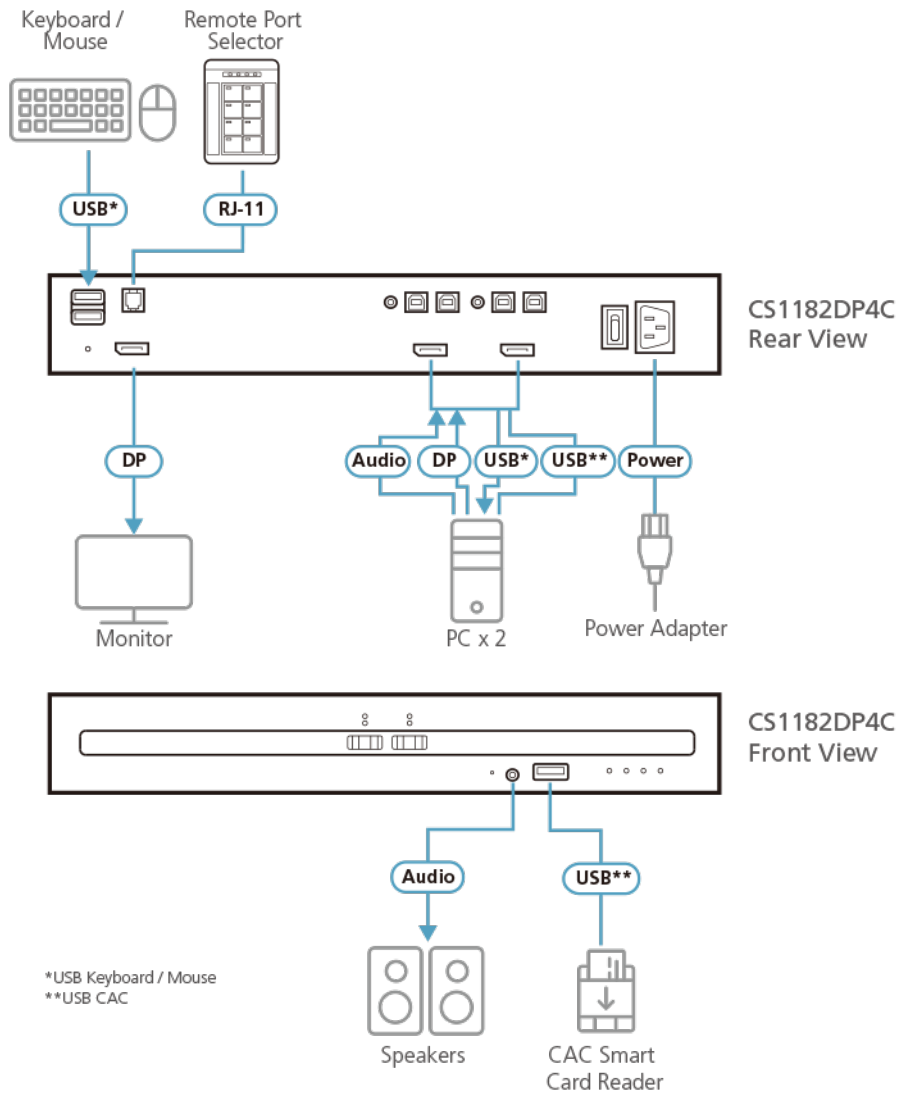 Keyboard /
Mouse
Remote Port
Selector
USB*
RJ-11
CS1182DP4C
Rear View
DP
Audio
DP
USB*
USB**
Power
Monitor
PC x 2
Power Adapter
CS1182DP4C
Front View
Audio
USB**
*USB Keyboard / Mouse
**USB CAC
Speakers
CAC Smart
Card Reader